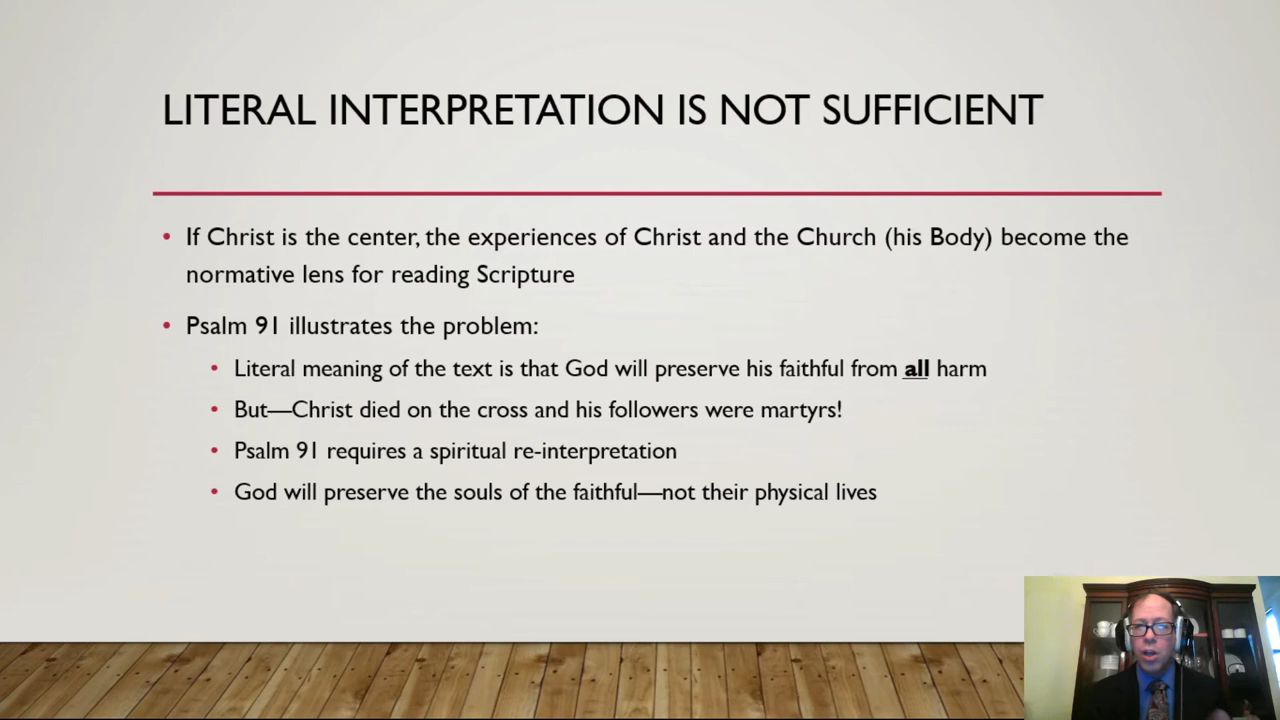 LITERAL INTERPRETATION IS NOT SUFFICIENT
• If Christ is the center, the experiences of Christ and the Church (his Body) become the
normative lens for reading Scripture
• Psalm 91 illustrates the problem:
• Literal meaning of the text is that God will preserve his faithful from all harm
• But—Christ died on the cross and his followers were martyrs!
• Psalm 91 requires a spiritual re-interpretation
• God will preserve the souls of the faithful—not their physical lives